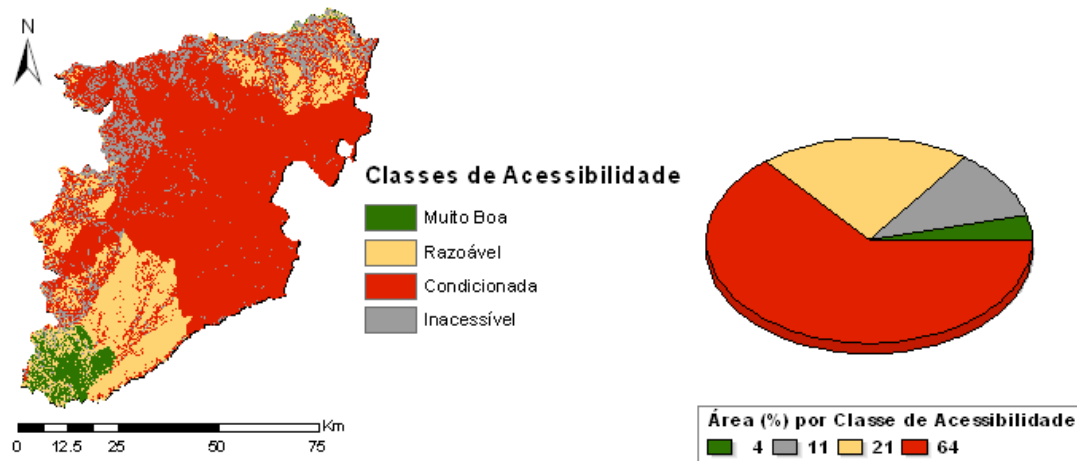 N
Classes de Acessibilidade
Muito Boa
Razoável
Condicionada
Inacessível
Km
0 12.5 25 50 75
Área (%) por Classe de Acessibilidade
4 11 21 64